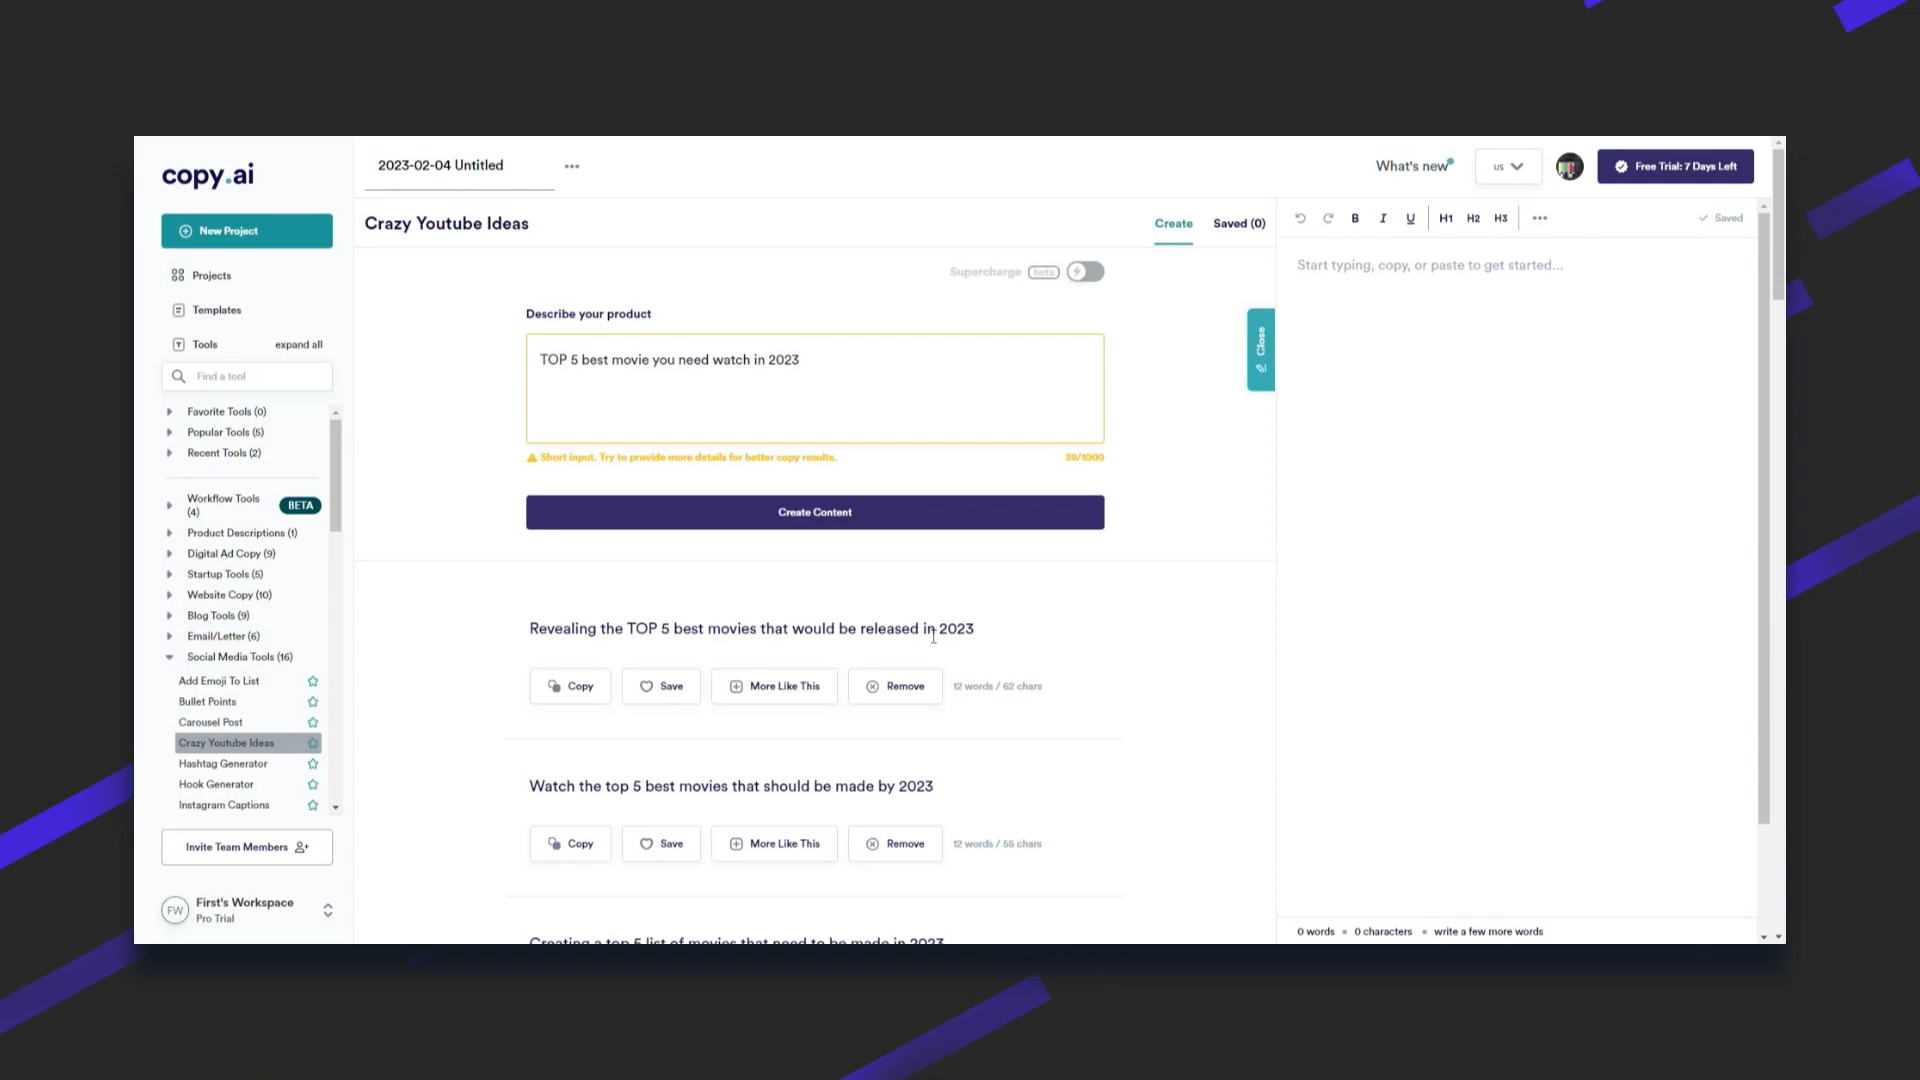 copy.ai
New Project
Projects
Templates
Tools
expand all
Find a tool
Favorite Tools (0)
Popular Tools (5)
Recent Tools (2)
Workflow Tools
(4)
BETA
Product Descriptions (1)
Digital Ad Copy (9)
Startup Tools (5)
Website Copy (10)
Blog Tools (9)
Email/Letter (6)
Social Media Tools (16)
Add Emoji To List
Bullet Points
Carousel Post
Crazy Youtube Ideas
Hashtag Generator
Hook Generator
Instagram Captions
Invite Team Members
FW
First's Workspace
Pro Trial
2023-02-04 Untitled
What's new
US
Free Trial: 7 Days Left
Crazy Youtube Ideas
Create
Saved (0)
Supercharge beta
Describe your product
TOP 5 best movie you need watch in 2023
Short input. Try to provide more details for better copy results.
39/1000
Create Content
Close
Revealing the TOP 5 best movies that would be released in 2023
Copy
Save
More Like This
Remove
12 words / 62 chars
Watch the top 5 best movies that should be made by 2023
Copy
Save
More Like This
Remove
12 words / 55 chars
Creating a top 5 list of movies that need to be made in 2023
B I U H1 H2 H3
Saved
Start typing, copy, or paste to get started...
0 words • 0 characters • write a few more words